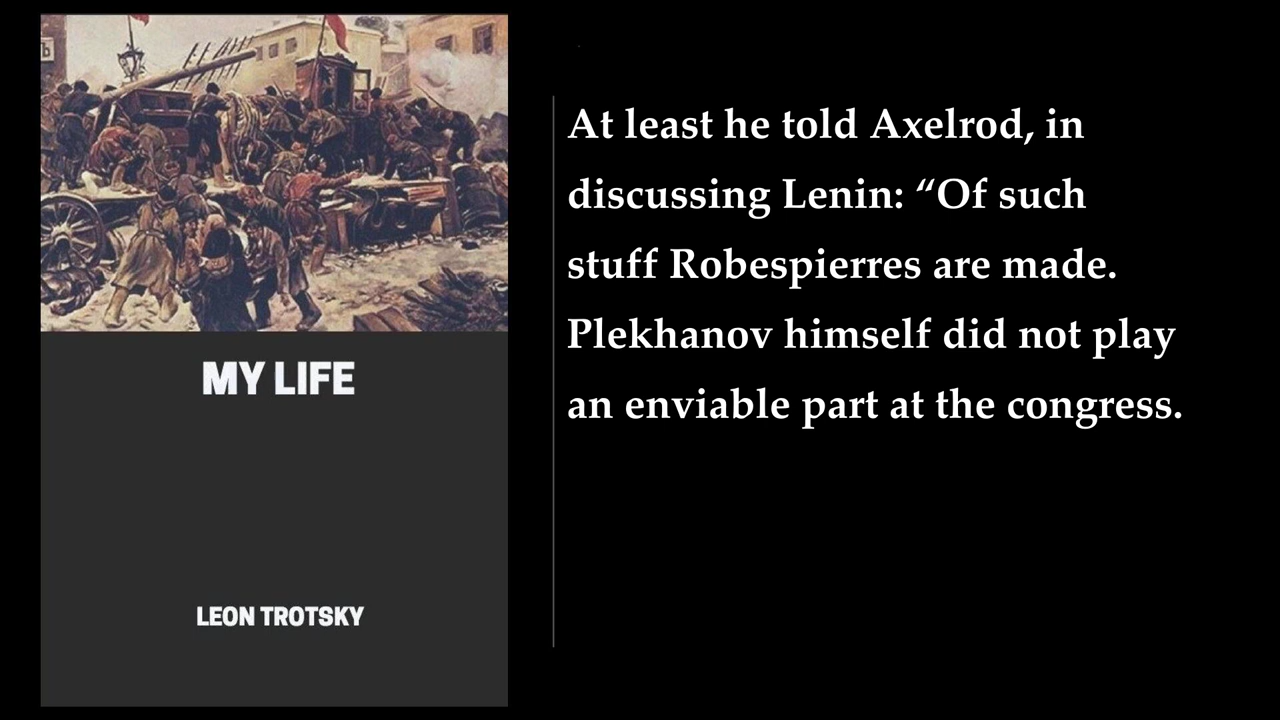 Ъ
MY LIFE
LEON TROTSKY
At least he told Axelrod, in
discussing Lenin: “Of such
stuff Robespierres are made.
Plekhanov himself did not play
an enviable part at the congress.